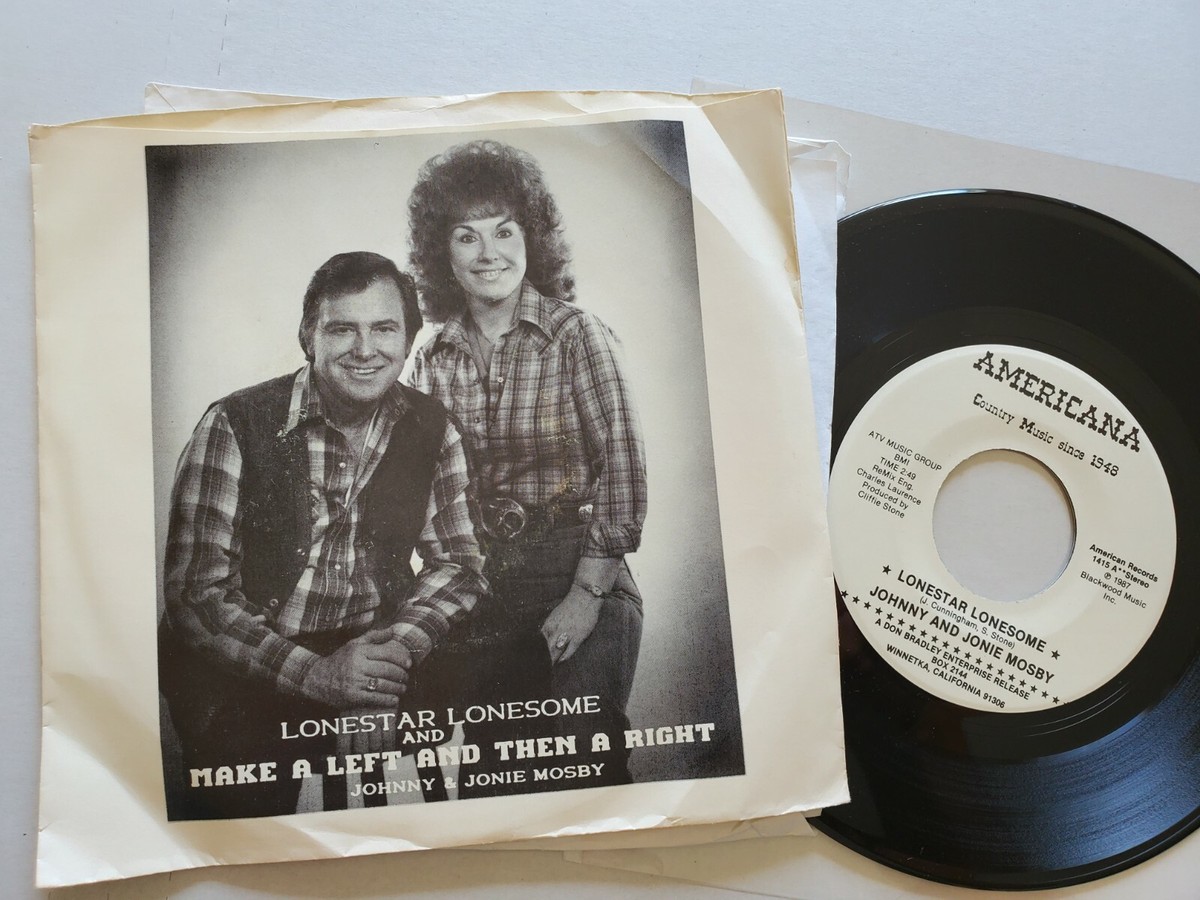 LONESTAR LONESOME
AND
MAKE A LEFT AND THEN A RIGHT
JOHNNY & JONIE MOSBY
AMERICANA
Country Music since 1948
ATV MUSIC GROUP
BMI
TIME 2:49
ReMix Eng.
Charles Laurence
Produced by
Cliffie Stone
American Records
1415 A**Stereo
℗ 1987
Blackwood Music
Inc.
★ LONESTAR LONESOME ★
(J. Cunningham, S. Stone)
JOHNNY AND JONIE MOSBY
A DON BRADLEY ENTERPRISE RELEASE
BOX 2144
WINNETKA, CALIFORNIA 91306